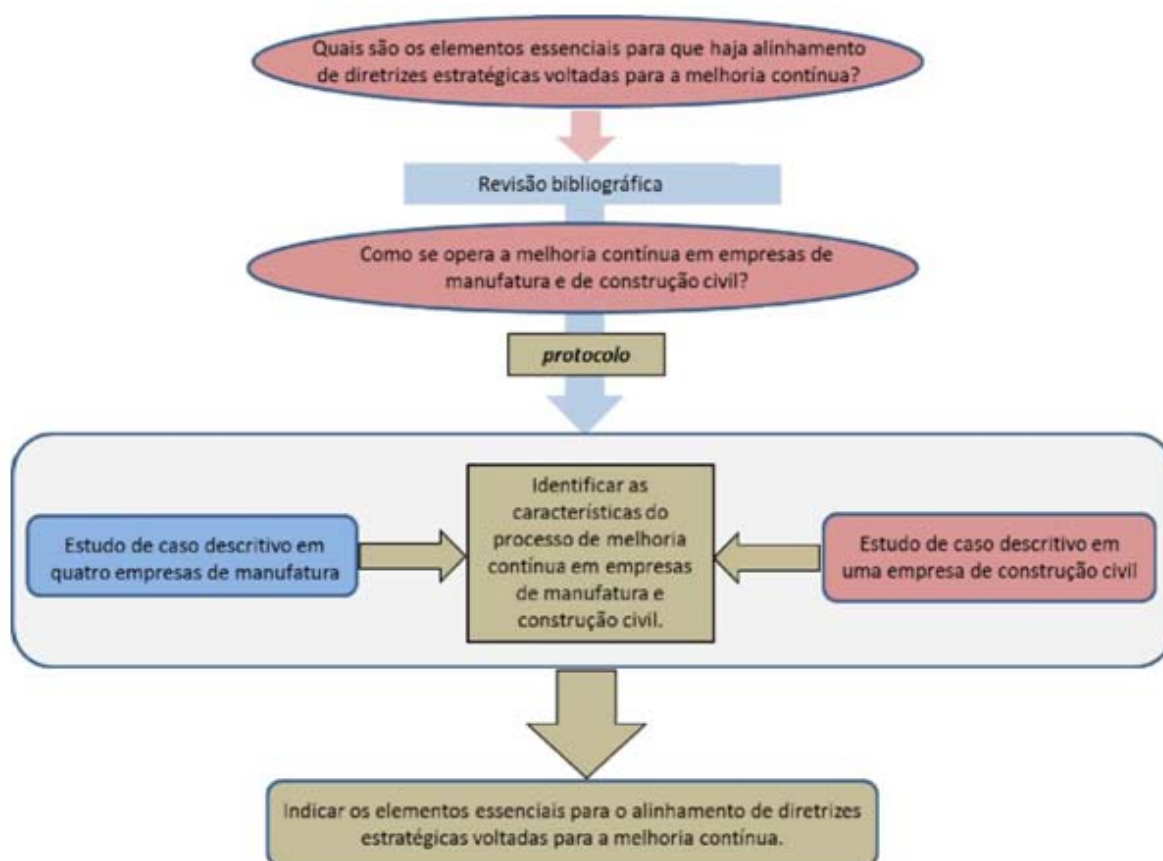 Quais são os elementos essenciais para que haja alinhamento
de diretrizes estratégicas voltadas para a melhoria contínua?
Revisão bibliográfica
Como se opera a melhoria contínua em empresas de
manufatura e de construção civil?
protocolo
Estudo de caso descritivo em
quatro empresas de manufatura
Identificar as
características do
processo de melhoria
contínua em empresas
de manufatura e
construção civil.
Estudo de caso descritivo em
uma empresa de construção civil
Indicar os elementos essenciais para o alinhamento de diretrizes
estratégicas voltadas para a melhoria contínua.